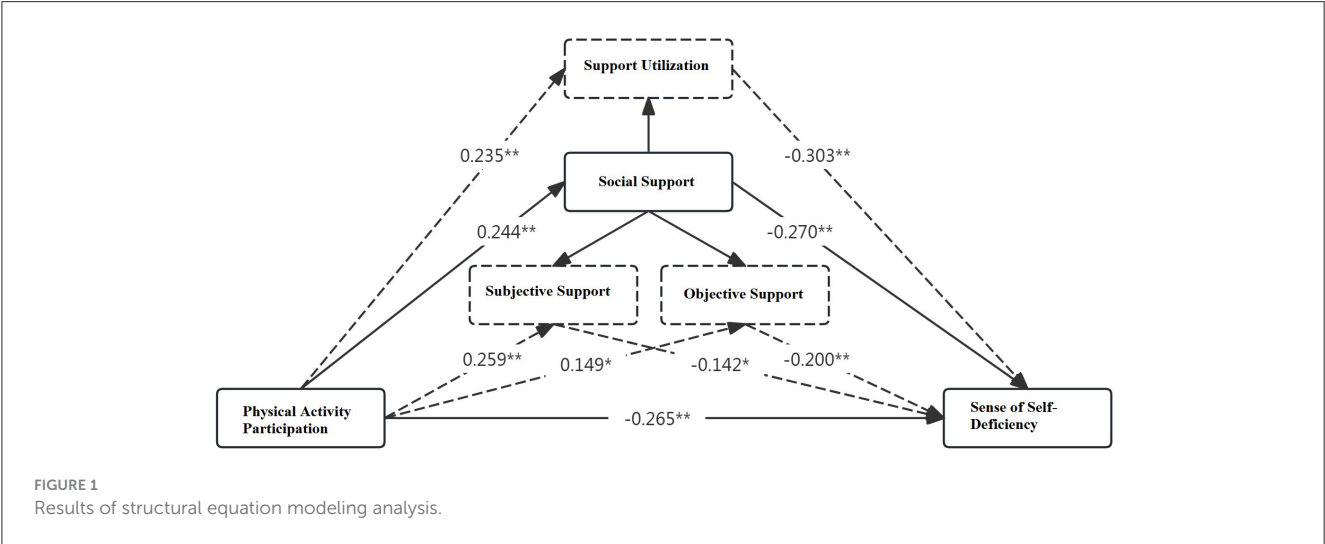 Support Utilization
0.235**
-0.303**
Social Support
0.244**
-0.270**
Subjective Support
Objective Support
0.259**
0.149*
-0.142*
-0.200**
Physical Activity
Participation
-0.265**
Sense of Self-
Deficiency
FIGURE 1
Results of structural equation modeling analysis.